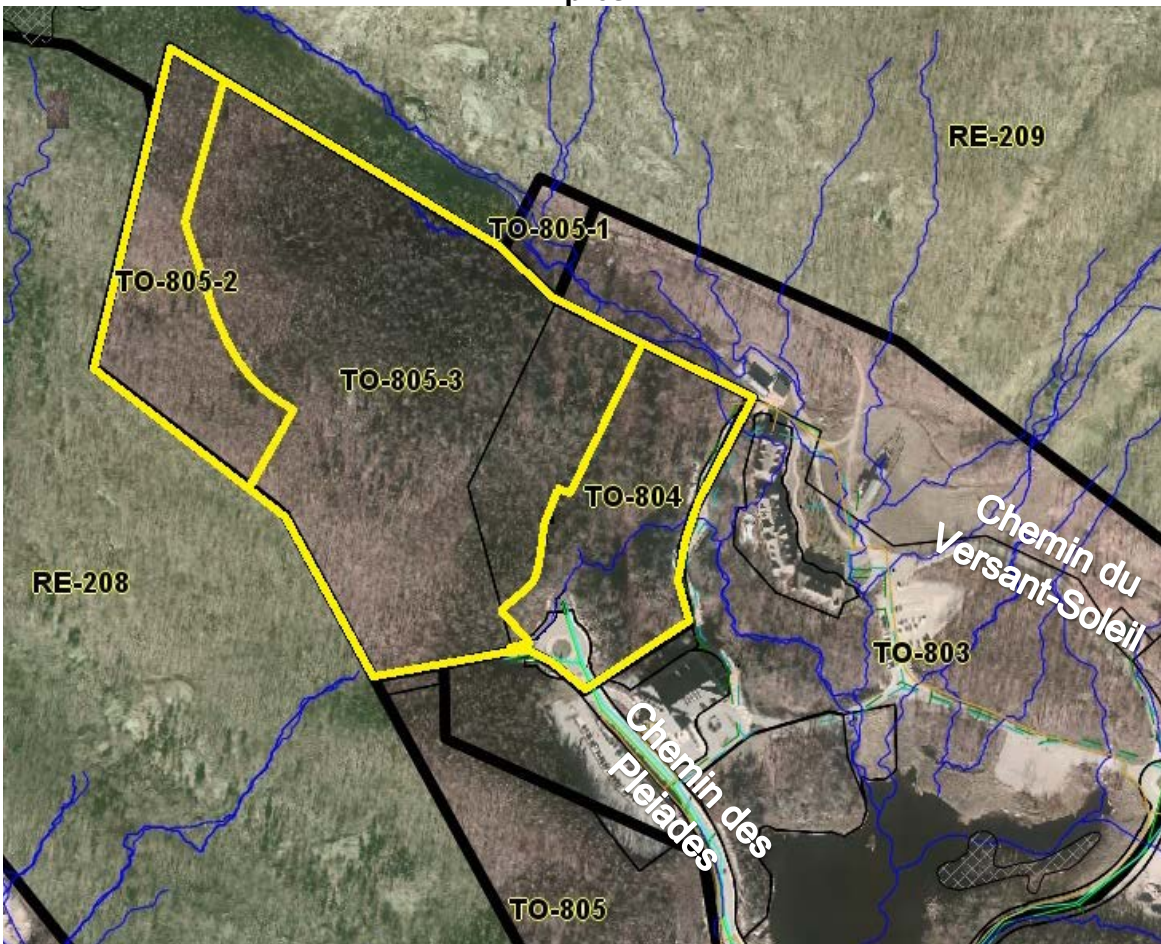 RE-209
TO-805-1
TO-805-2
TO-805-3
TO-804
Chemin du
Versant-Soleil
RE-208
TO-803
Chemin des
Pleiades
TO-805